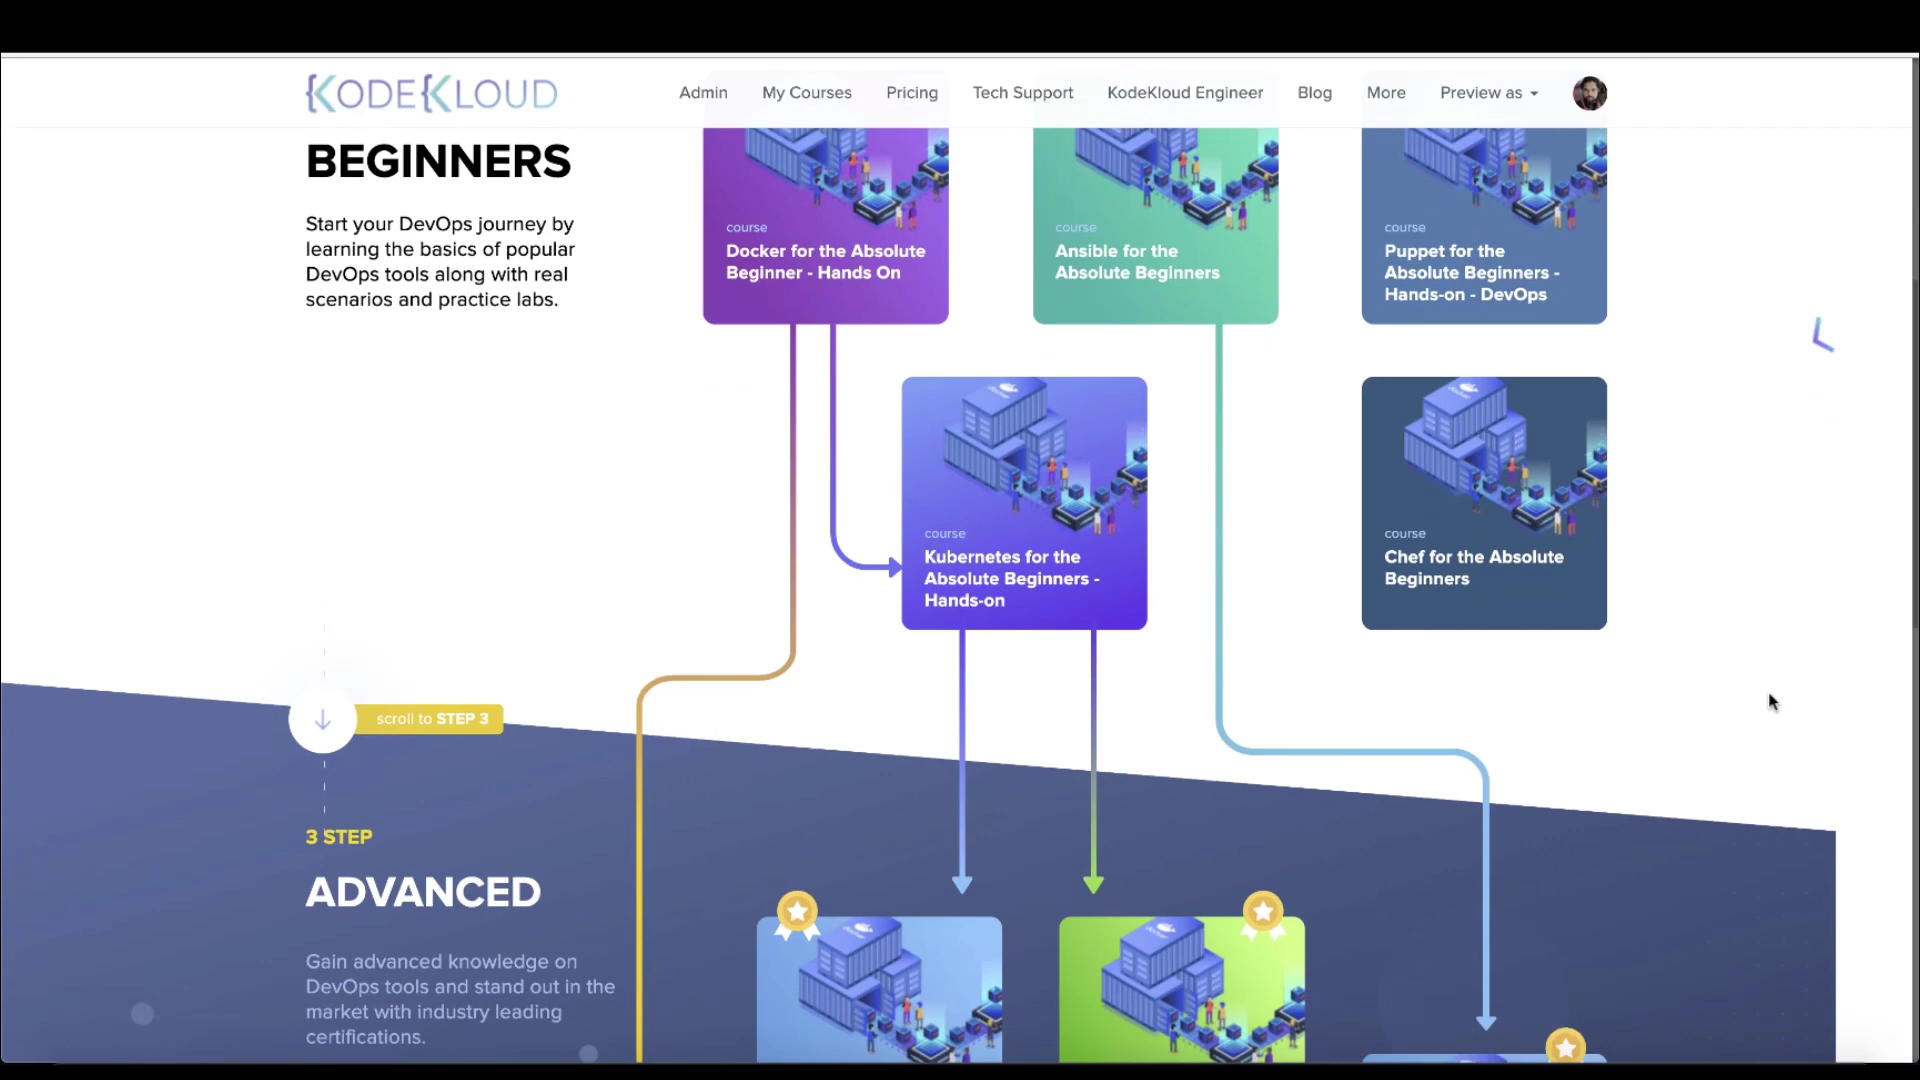 KODEKLOUD
Admin
My Courses
Pricing
Tech Support
KodeKloud Engineer
Blog
More
Preview as
BEGINNERS
Start your DevOps journey by
learning the basics of popular
DevOps tools along with real
scenarios and practice labs.
course
Docker for the Absolute
Beginner - Hands On
course
Ansible for the
Absolute Beginners
course
Puppet for the
Absolute Beginners -
Hands-on - DevOps
course
Kubernetes for the
Absolute Beginners -
Hands-on
course
Chef for the Absolute
Beginners
scroll to STEP 3
3 STEP
ADVANCED
Gain advanced knowledge on
DevOps tools and stand out in the
market with industry leading
certifications.